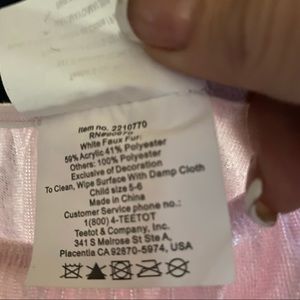 Item no. 2210770
White Faux Fur:
59% Acrylic 41% Polyester
Others: 100% Polyester
Exclusive of Decoration
To Clean, Wipe Surface With Damp Cloth
Child size 5-6
Made in China
Customer Service phone no.:
1(800) 4-TEETOT
Teetot & Company, Inc.
341 S Melrose St Ste A,
Placentia CA 92870-5974, USA